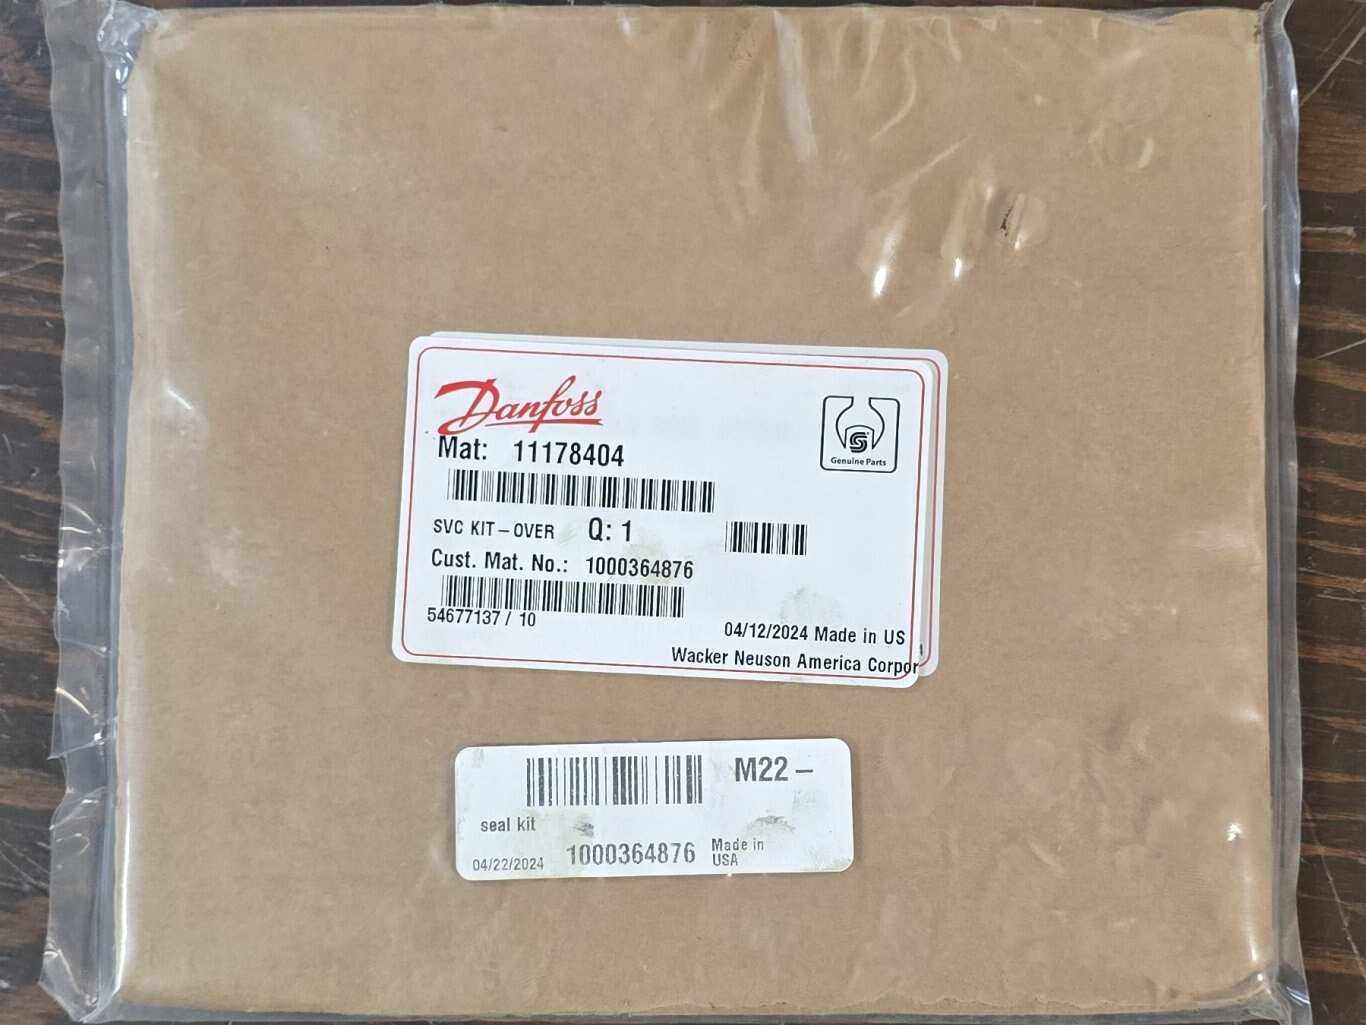 Danfoss
Genuine Parts
Mat: 11178404
SVC KIT-OVER Q: 1
Cust. Mat. No.: 1000364876
54677137 / 10
04/12/2024 Made in US
Wacker Neuson America Corpor
M22-
seal kit
04/22/2024 1000364876 Made in
USA